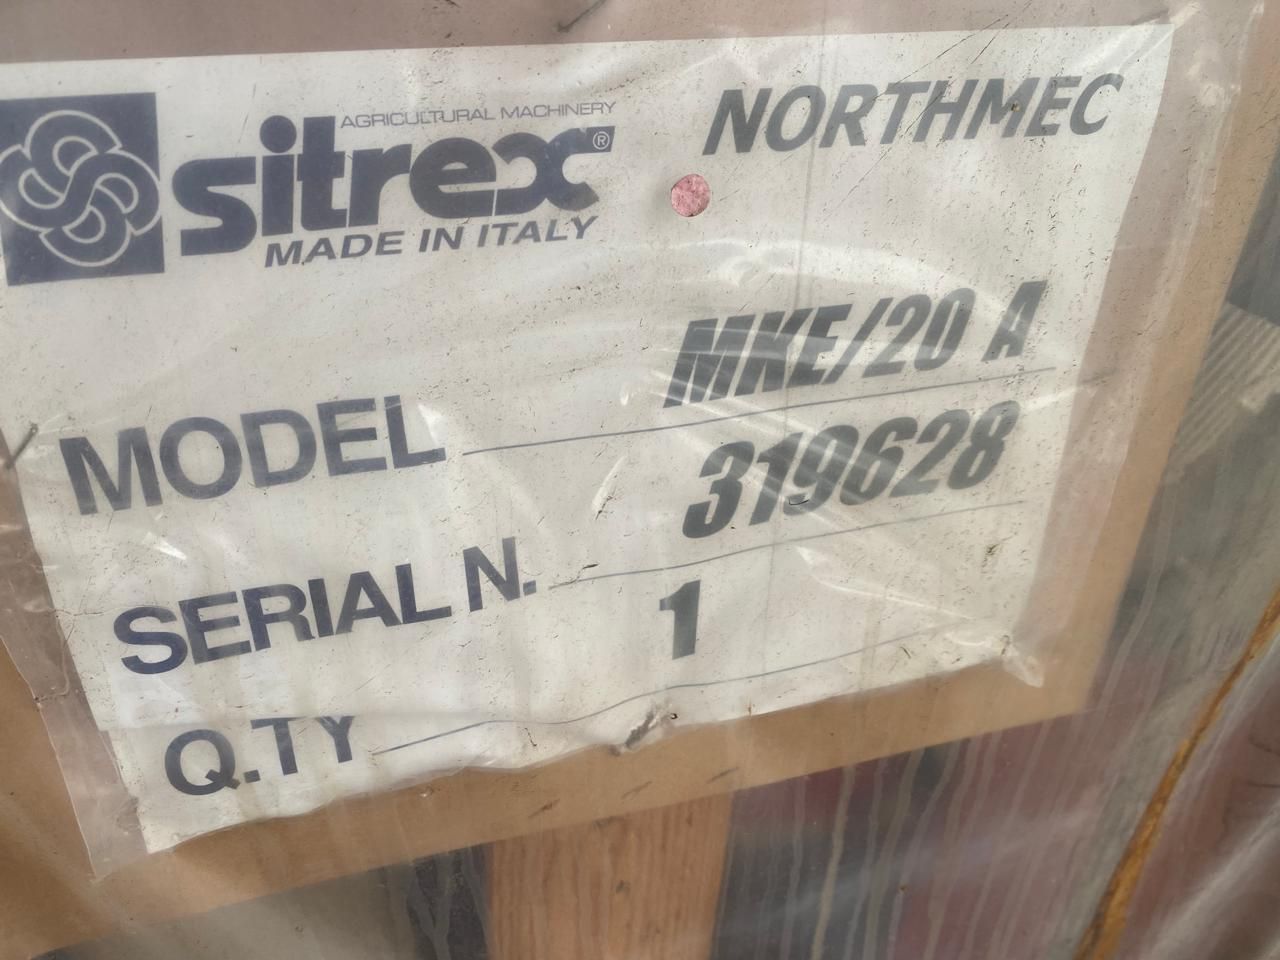 AGRICULTURAL MACHINERY
sitrex®
MADE IN ITALY
NORTHMEC
MODEL MKE/20 A
SERIAL N. 319628
Q.TY 1